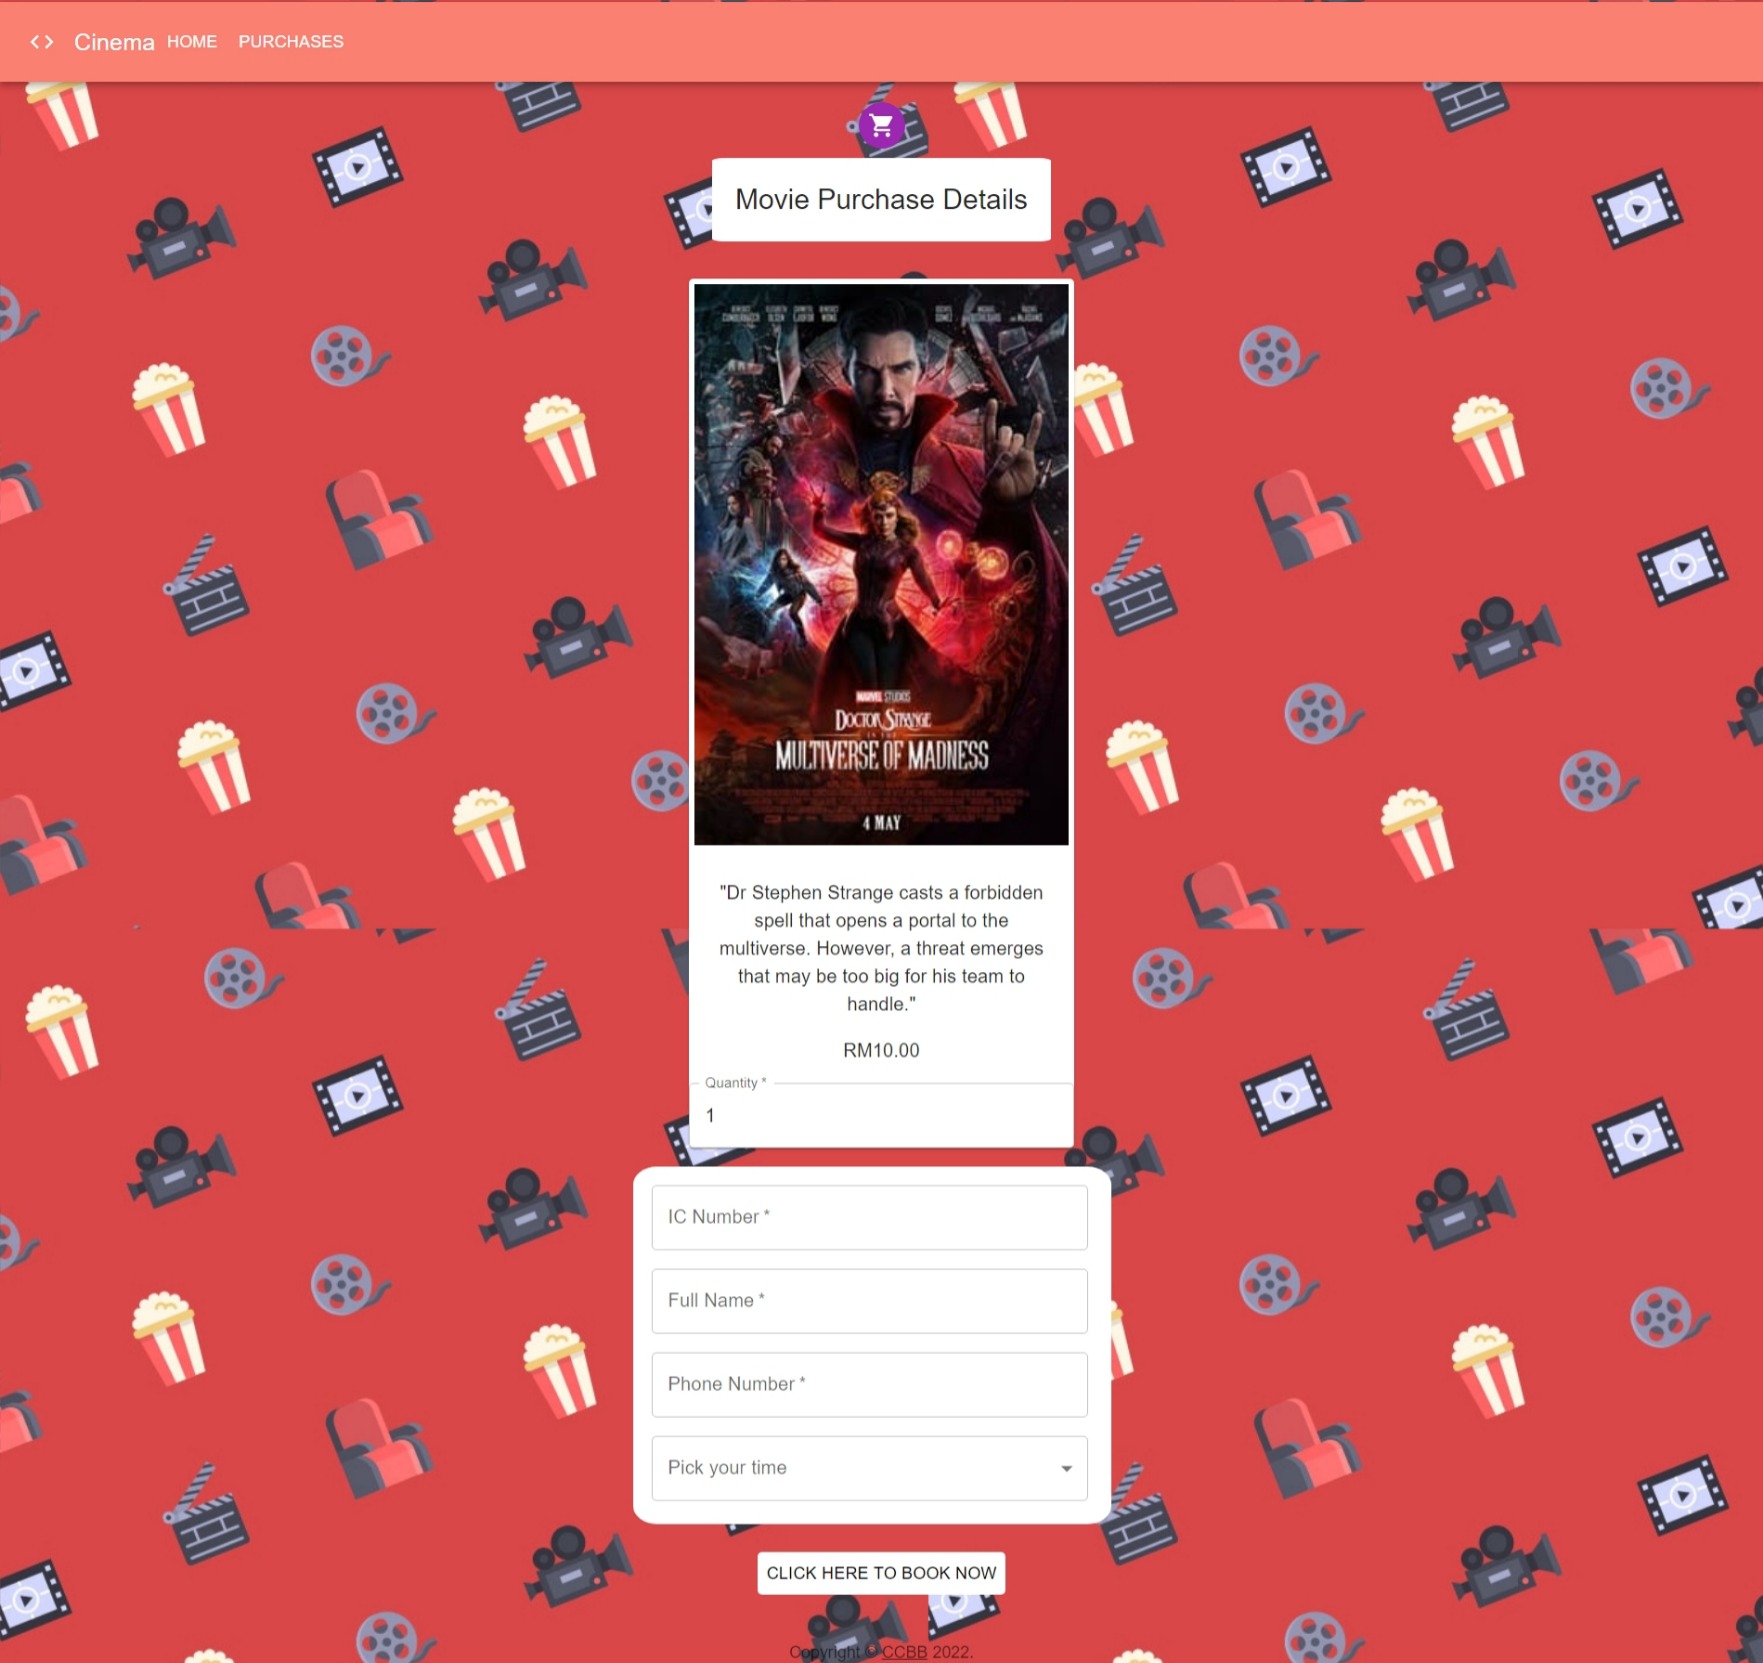 Cinema HOME PURCHASES
Movie Purchase Details
MARVEL STUDIOS
DOCTOR STRANGE
IN THE
MULTIVERSE OF MADNESS
4 MAY
"Dr Stephen Strange casts a forbidden
spell that opens a portal to the
multiverse. However, a threat emerges
that may be too big for his team to
handle."
RM10.00
Quantity *
1
IC Number *
Full Name *
Phone Number *
Pick your time
CLICK HERE TO BOOK NOW
Copyright © CCBB 2022.